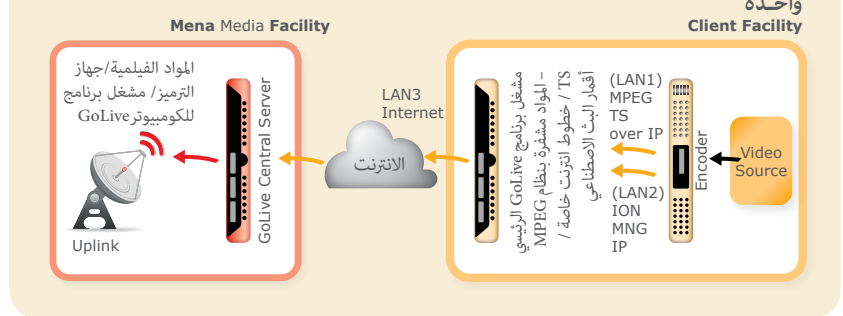 واحـدة
Mena Media Facility
Client Facility
المواد الفيلمية/جهاز
الترميز/ مشغل برنامج
للكومبيوترGoLive
Uplink
GoLive Central Server
LAN3
Internet
الانترنت
مشغل برنامج GoLive الرئيسي
– المواد مشفرة بنظام MPEG
TS / خطوط انترنت خاصة /
أقمار البث الاصطناعي
(LAN1)
MPEG
TS
over IP
(LAN2)
ION
MNG
IP
Encoder
Video
Source